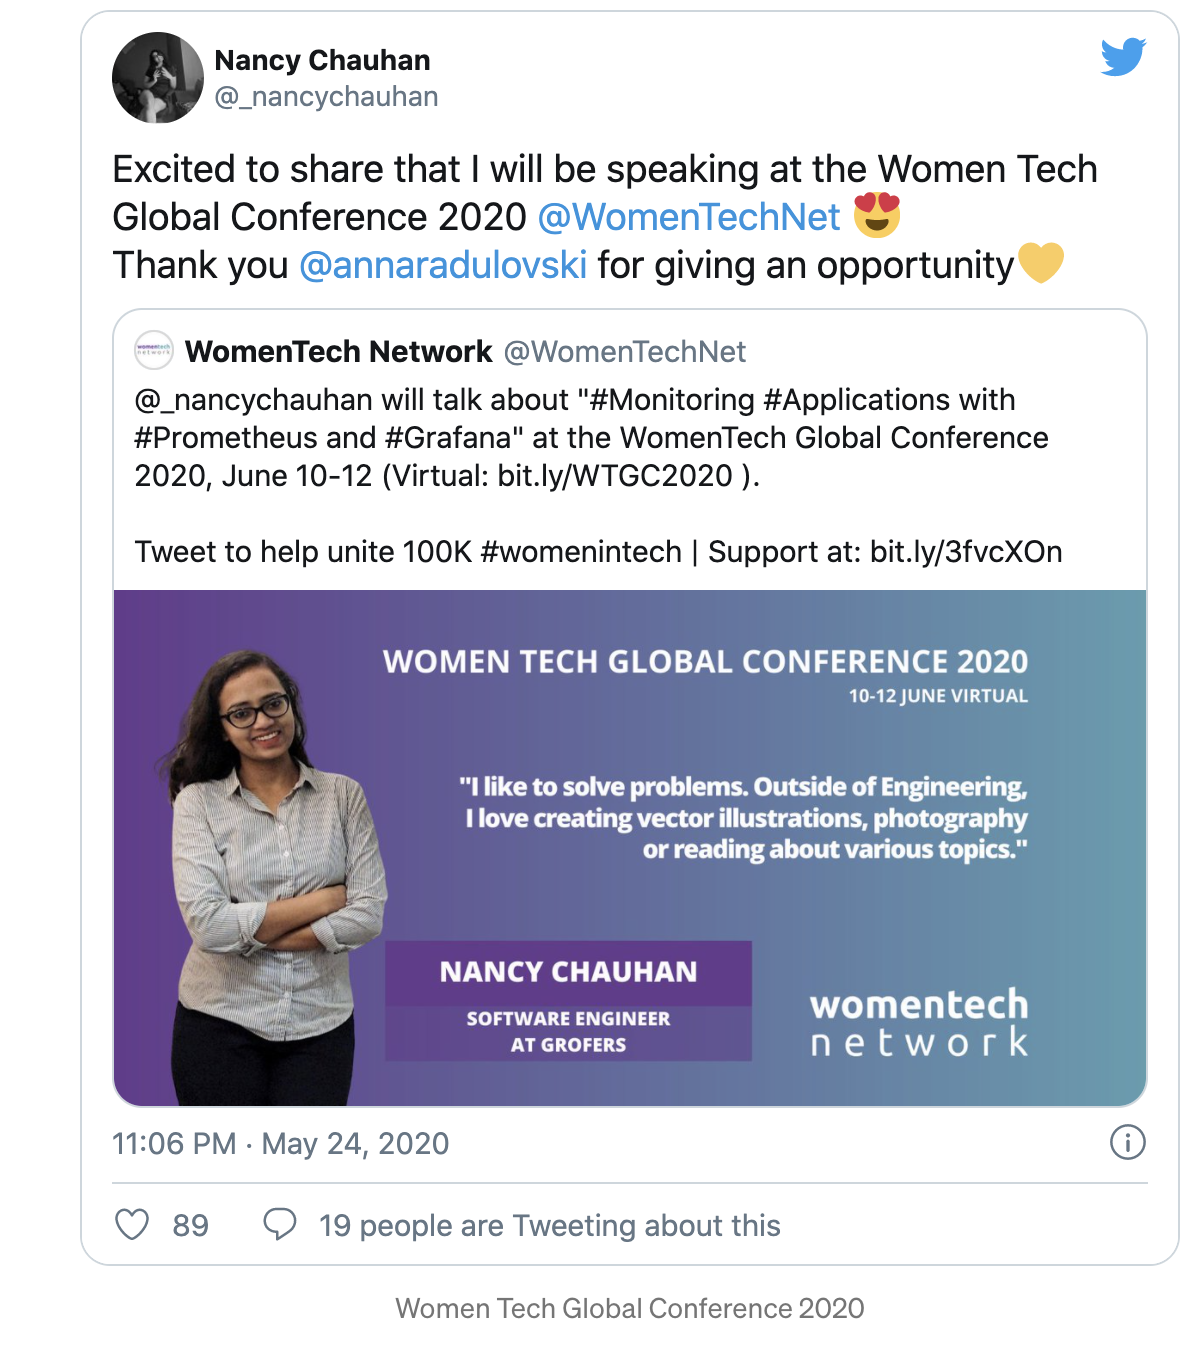 Nancy Chauhan
@_nancychauhan
Excited to share that I will be speaking at the Women Tech
Global Conference 2020 @WomenTechNet 😍
Thank you @annaradulovski for giving an opportunity💛
womentech
network
WomenTech Network @WomenTechNet
@_nancychauhan will talk about "#Monitoring #Applications with
#Prometheus and #Grafana" at the WomenTech Global Conference
2020, June 10-12 (Virtual: bit.ly/WTGC2020 ).
Tweet to help unite 100K #womenintech | Support at: bit.ly/3fvcXOn
WOMEN TECH GLOBAL CONFERENCE 2020
10-12 JUNE VIRTUAL
"I like to solve problems. Outside of Engineering,
I love creating vector illustrations, photography
or reading about various topics."
NANCY CHAUHAN
SOFTWARE ENGINEER
AT GROFERS
womentech
network
11:06 PM · May 24, 2020
89
19 people are Tweeting about this
Women Tech Global Conference 2020